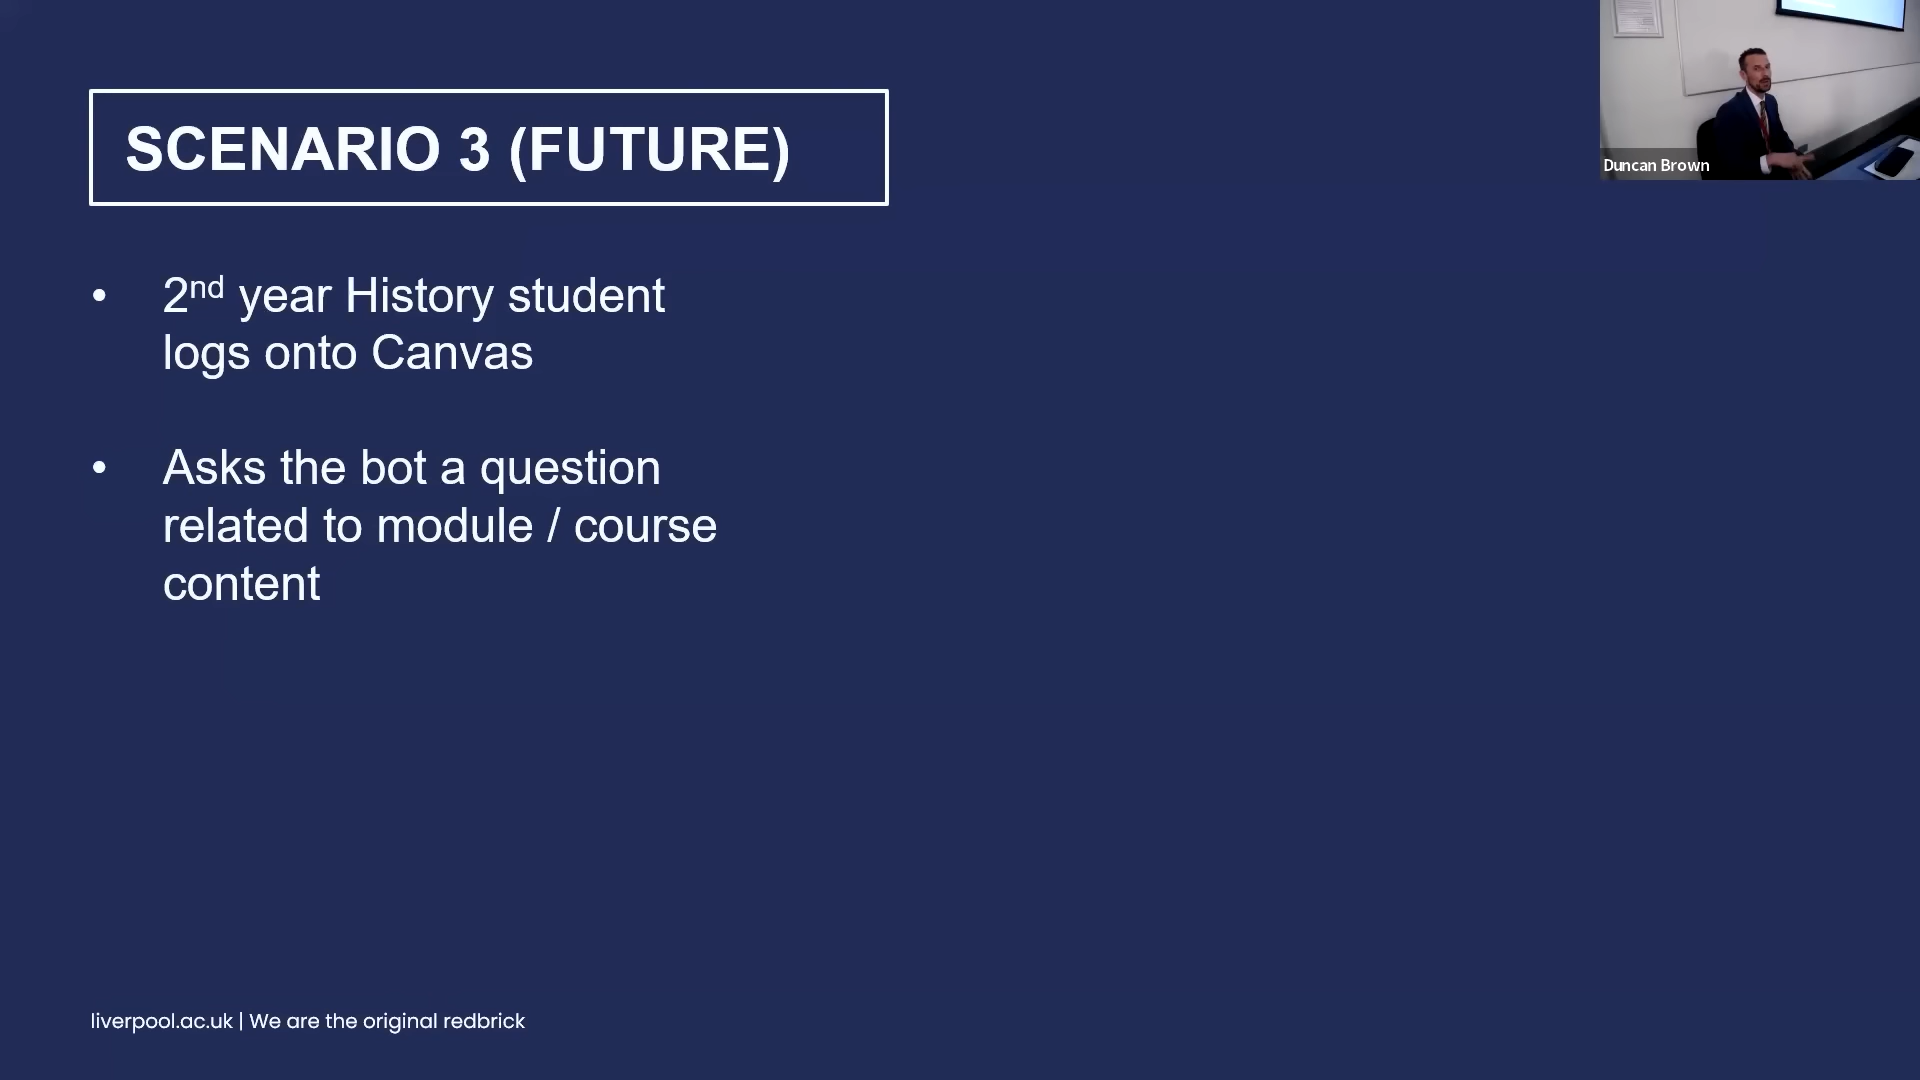 SCENARIO 3 (FUTURE)
• 2nd year History student
logs onto Canvas
• Asks the bot a question
related to module / course
content
liverpool.ac.uk | We are the original redbrick
Duncan Brown